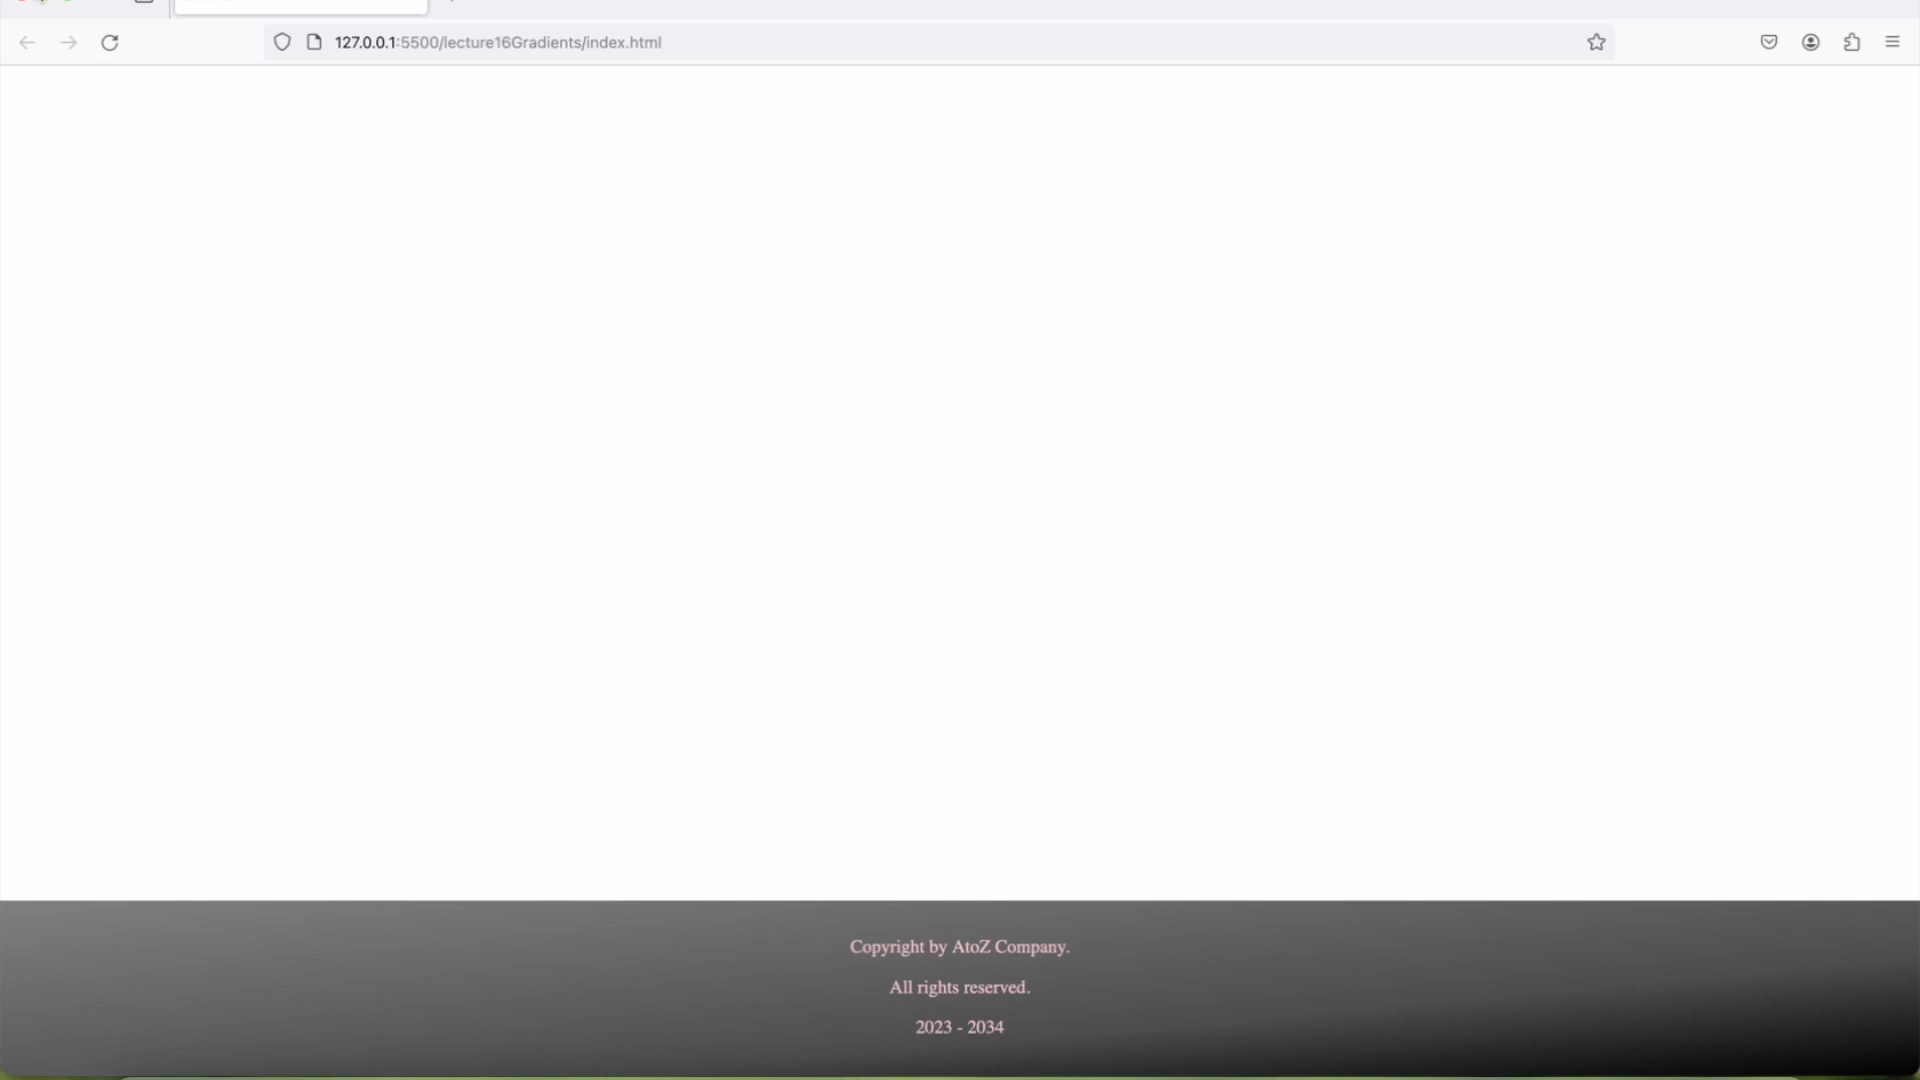 127.0.0.1:5500/lecture16Gradients/index.html
Copyright by AtoZ Company.
All rights reserved.
2023 - 2034